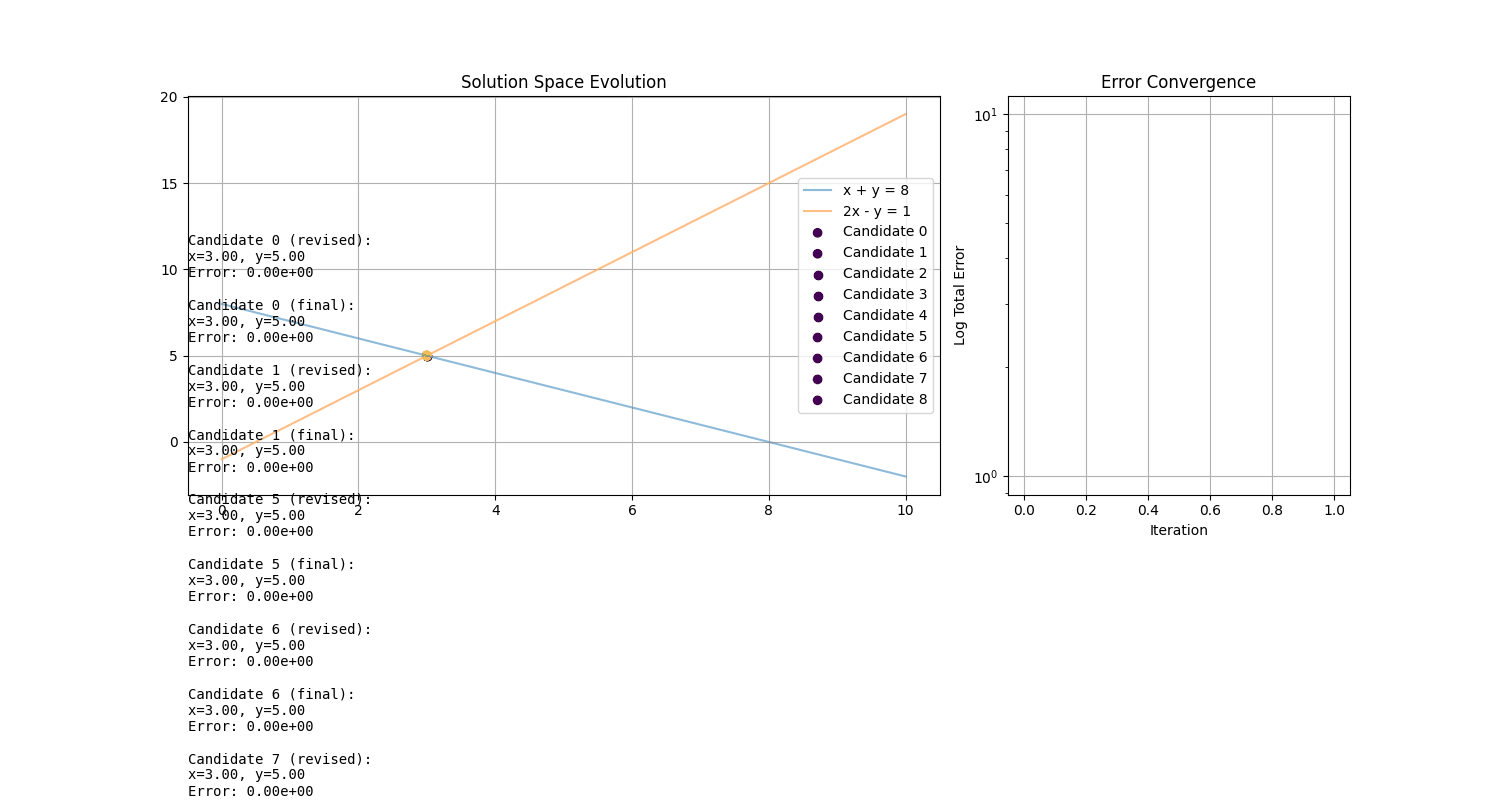 Solution Space Evolution
20
15
10
5
0
0
2
4
6
8
10
x + y = 8
2x - y = 1
Candidate 0
Candidate 1
Candidate 2
Candidate 3
Candidate 4
Candidate 5
Candidate 6
Candidate 7
Candidate 8
Candidate 0 (revised):
x=3.00, y=5.00
Error: 0.00e+00
Candidate 0 (final):
x=3.00, y=5.00
Error: 0.00e+00
Candidate 1 (revised):
x=3.00, y=5.00
Error: 0.00e+00
Candidate 1 (final):
x=3.00, y=5.00
Error: 0.00e+00
Candidate 5 (revised):
x=3.00, y=5.00
Error: 0.00e+00
Candidate 5 (final):
x=3.00, y=5.00
Error: 0.00e+00
Candidate 6 (revised):
x=3.00, y=5.00
Error: 0.00e+00
Candidate 6 (final):
x=3.00, y=5.00
Error: 0.00e+00
Candidate 7 (revised):
x=3.00, y=5.00
Error: 0.00e+00
Error Convergence
Log Total Error
10¹
10⁰
0.0
0.2
0.4
0.6
0.8
1.0
Iteration